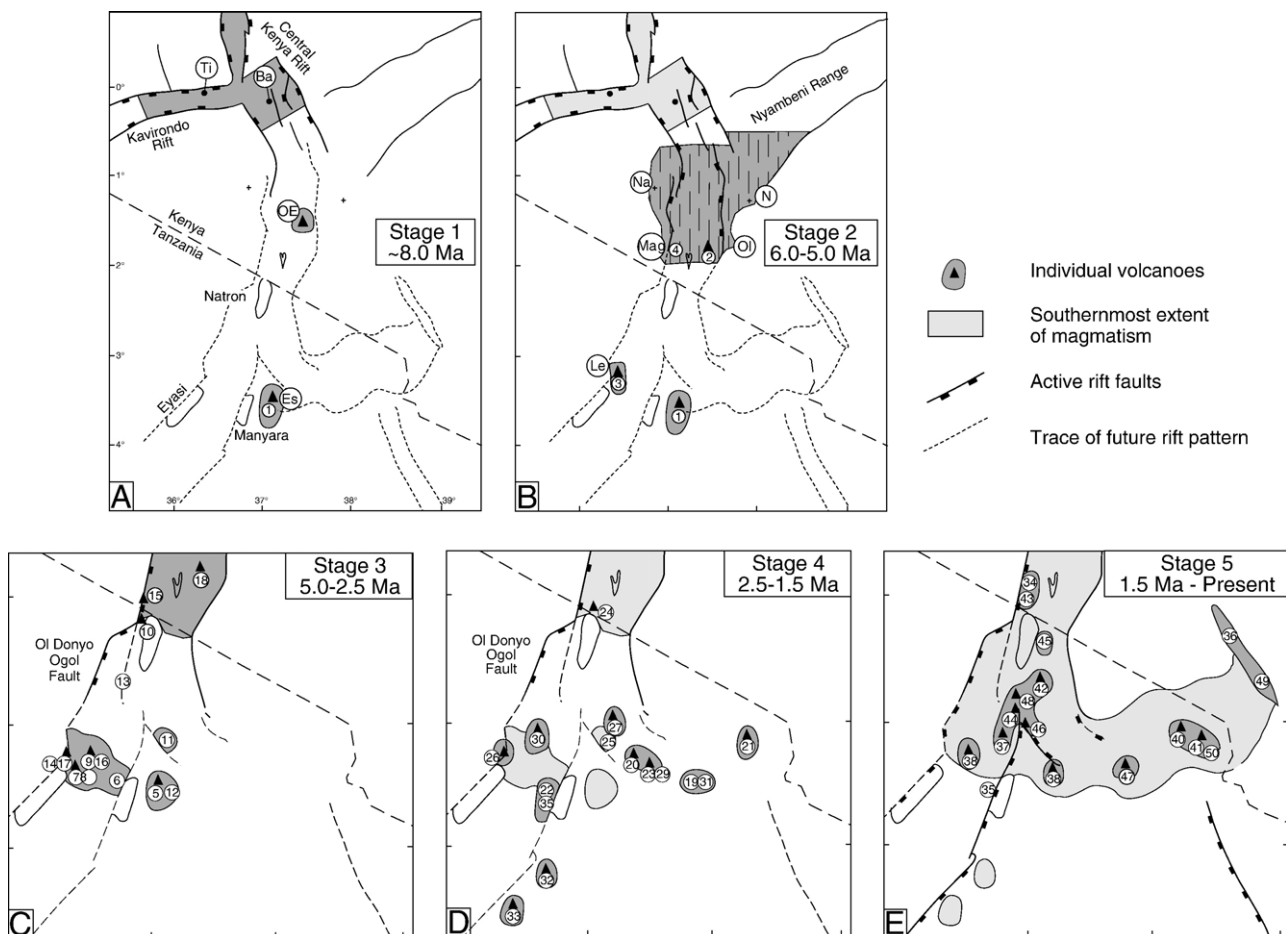 Central
Kenya Rift
Ti
Ba
0°
Kavirondo
Rift
1°
OE
Kenya
Tanzania
Stage 1
~8.0 Ma
2°
Natron
3°
Eyasi
1
Es
Manyara
4°
A
36°
37°
38°
39°
Nyambeni Range
Na
N
Mag
4
2
Ol
Stage 2
6.0-5.0 Ma
Le
3
1
B
Individual volcanoes
Southernmost extent
of magmatism
Active rift faults
Trace of future rift pattern
Stage 3
5.0-2.5 Ma
18
15
10
Ol Donyo
Ogol
Fault
13
11
14 17 9 16
7 8 6
5 12
C
Stage 4
2.5-1.5 Ma
24
Ol Donyo
Ogol
Fault
27
30 25 21
26 20
23 29
22 19 31
35
32
33
D
Stage 5
1.5 Ma - Present
34
43
36
45
42 49
48
44 46
37 40 41 50
38 38 47
35
E